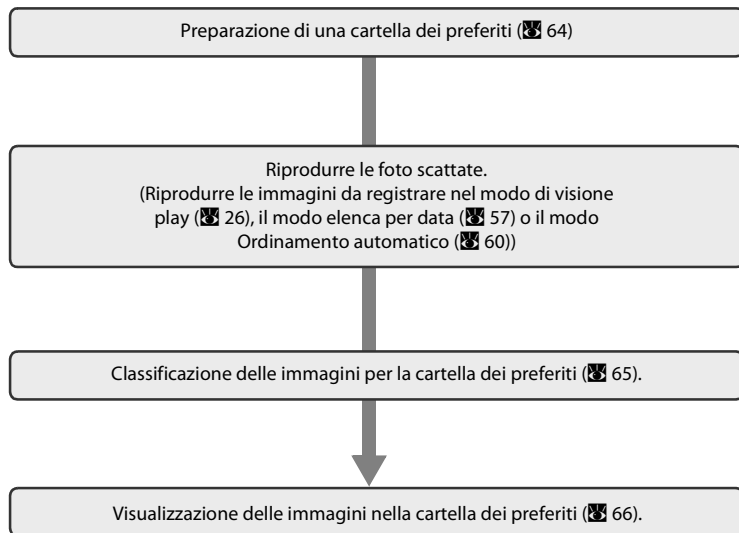 Preparazione di una cartella dei preferiti (64)
Riprodurre le foto scattate.
(Riprodurre le immagini da registrare nel modo di visione
play (26), il modo elenca per data (57) o il modo
Ordinamento automatico (60))
Classificazione delle immagini per la cartella dei preferiti (65).
Visualizzazione delle immagini nella cartella dei preferiti (66).